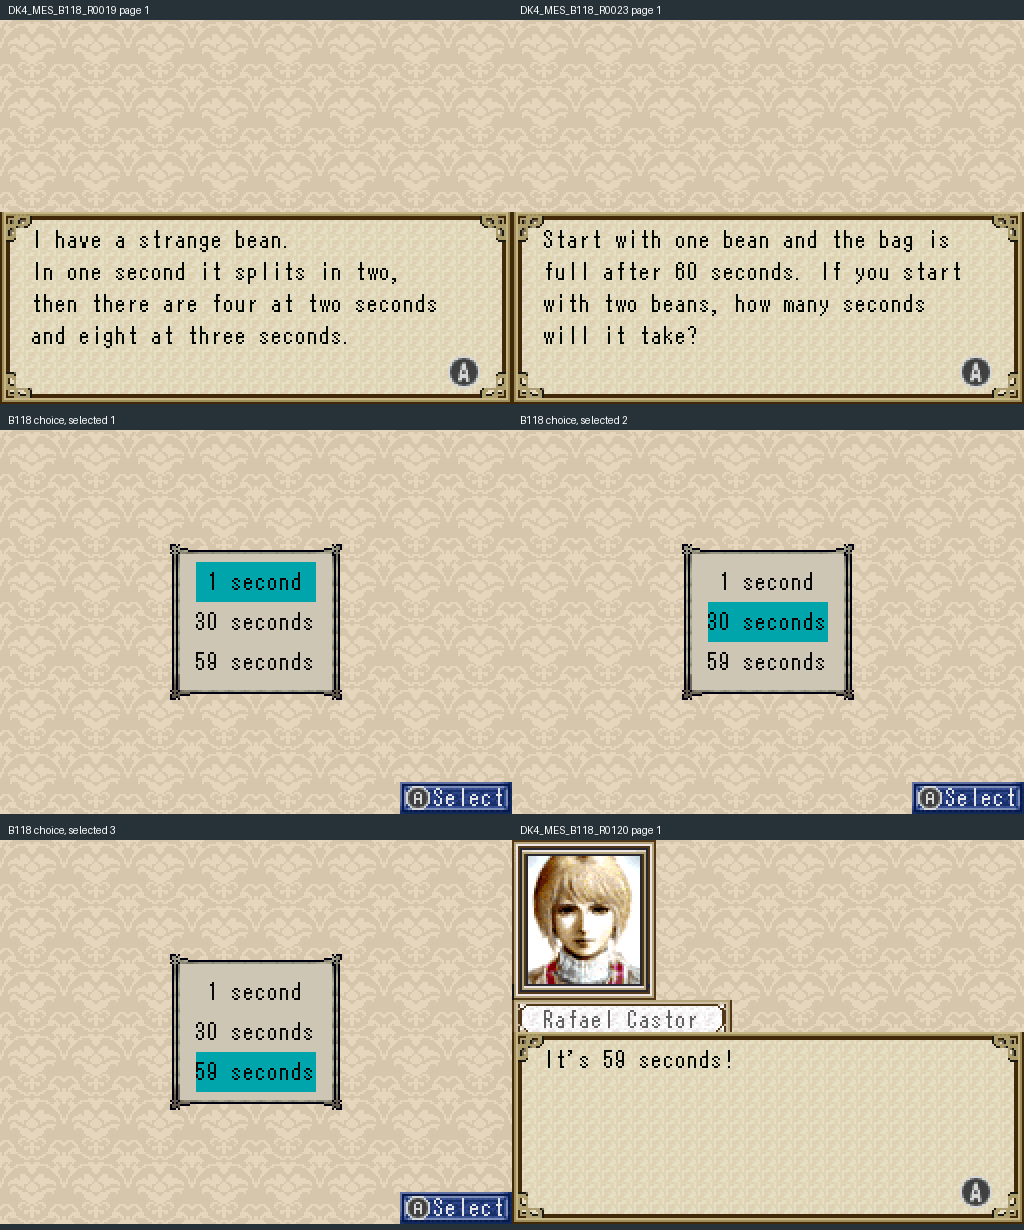 DK4_MES_B118_R0019 page 1
I have a strange bean.
In one second it splits in two,
then there are four at two seconds
and eight at three seconds.
A
DK4_MES_B118_R0023 page 1
Start with one bean and the bag is
full after 60 seconds. If you start
with two beans, how many seconds
will it take?
A
B118 choice, selected 1
1 second
30 seconds
59 seconds
A Select
B118 choice, selected 2
1 second
30 seconds
59 seconds
A Select
B118 choice, selected 3
1 second
30 seconds
59 seconds
A Select
DK4_MES_B118_R0120 page 1
Rafael Castor
It's 59 seconds!
A